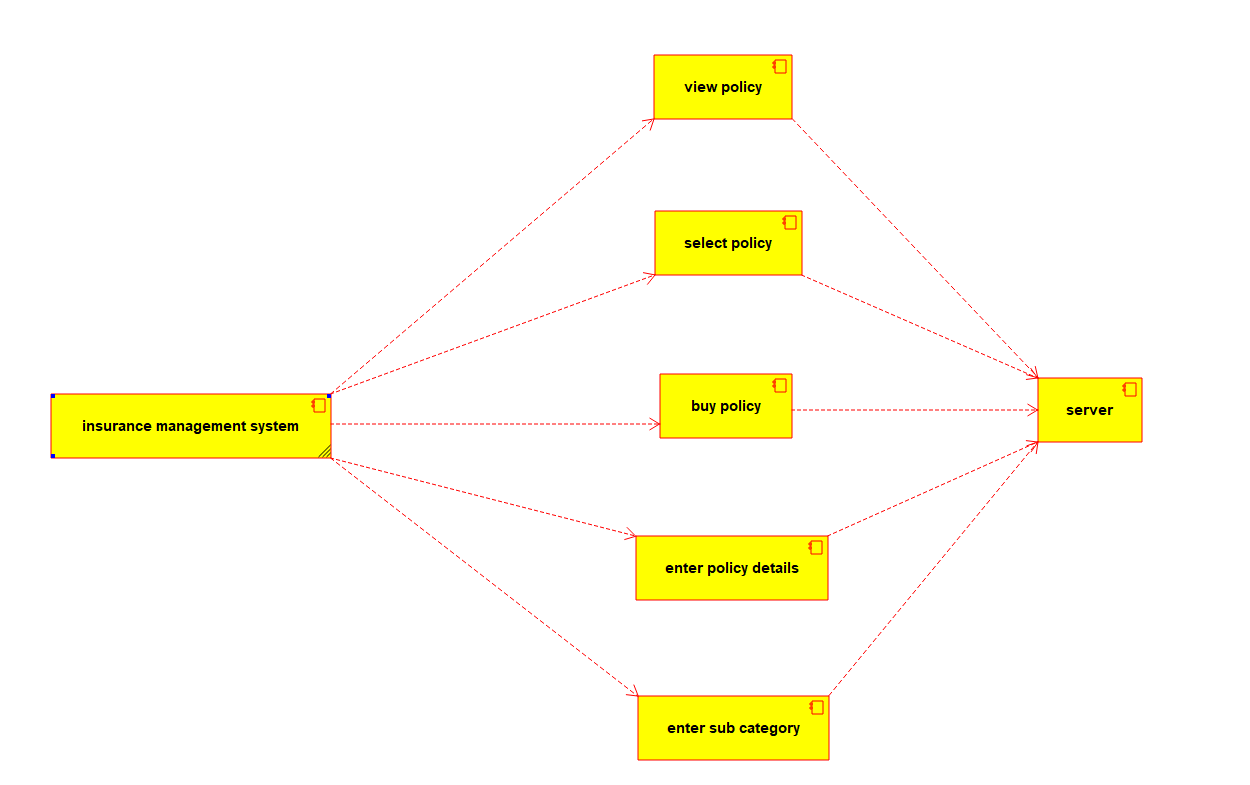 view policy
select policy
insurance management system
buy policy
server
enter policy details
enter sub category